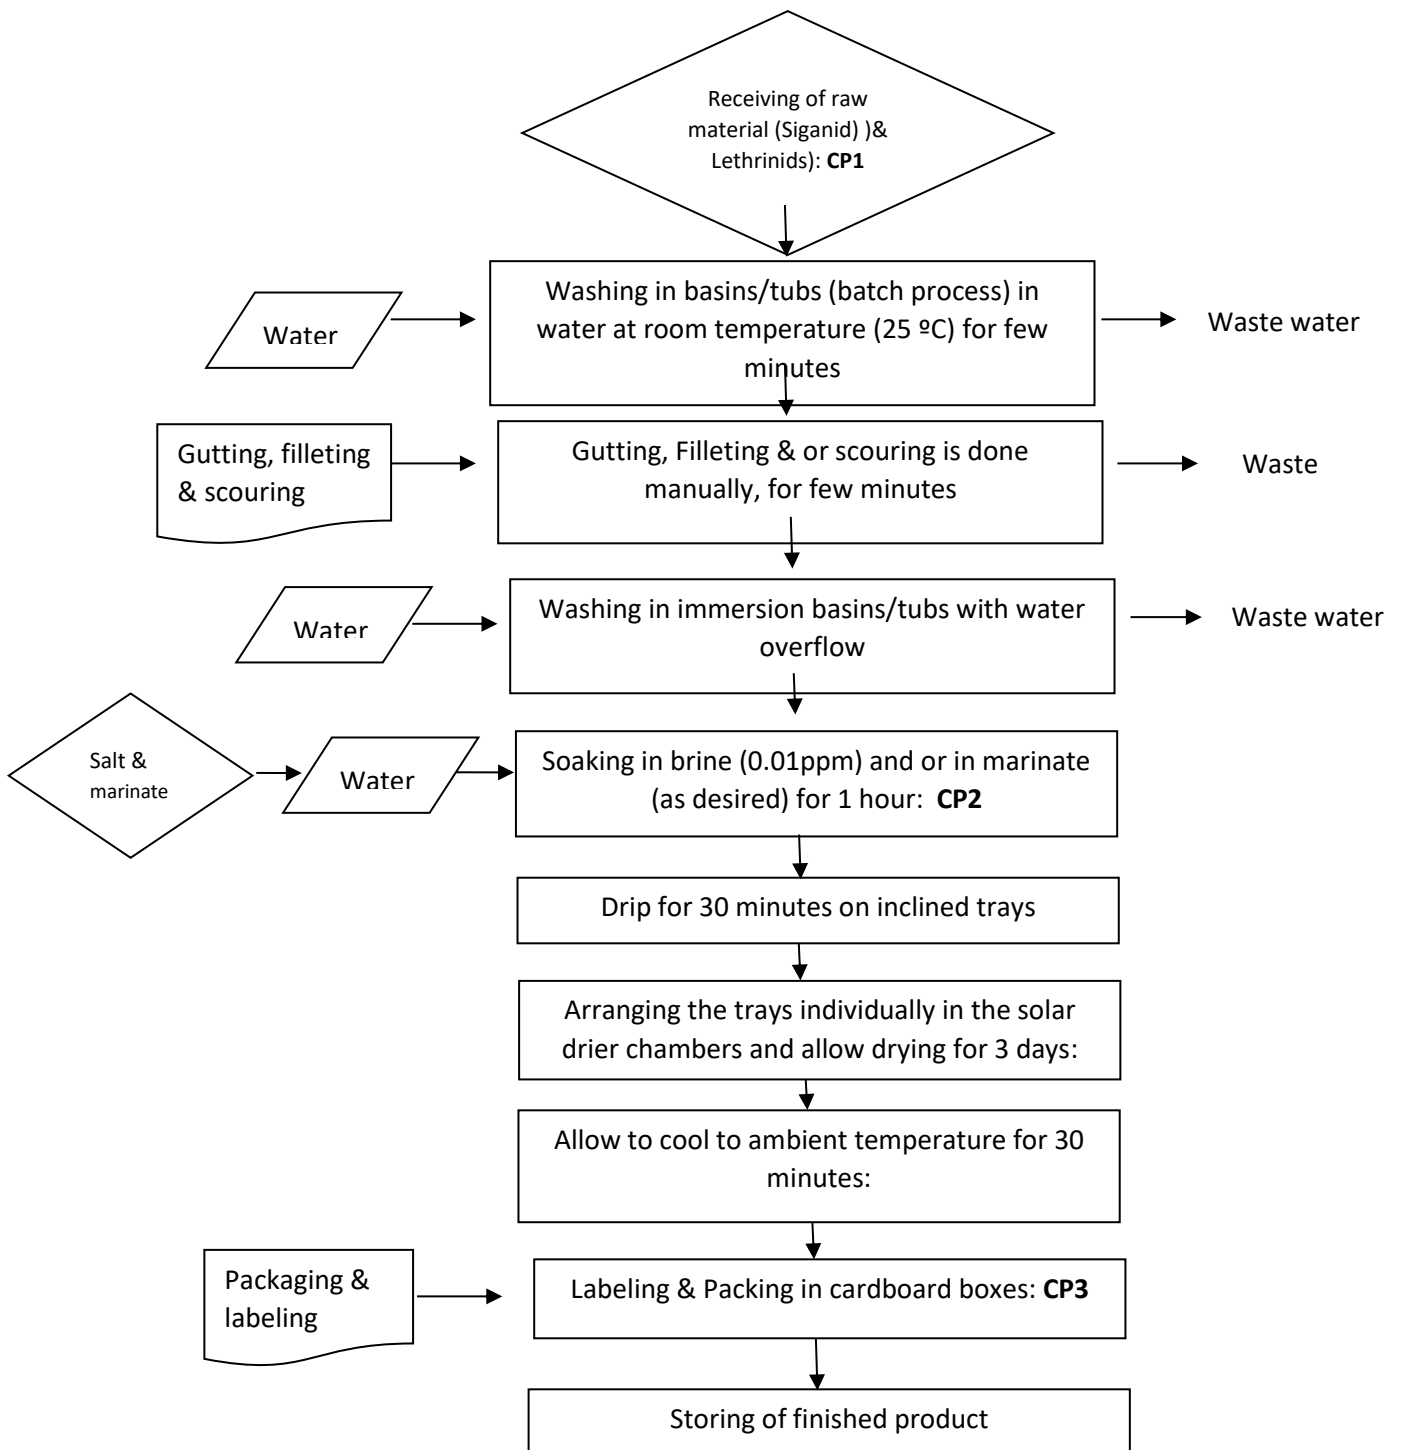 Receiving of raw
material (Siganid) )&
Lethrinids): CP1
Washing in basins/tubs (batch process) in
water at room temperature (25 ºC) for few
minutes
Water
Waste water
Gutting, filleting
& scouring
Gutting, Filleting & or scouring is done
manually, for few minutes
Waste
Water
Washing in immersion basins/tubs with water
overflow
Waste water
Salt &
marinate
Water
Soaking in brine (0.01ppm) and or in marinate
(as desired) for 1 hour: CP2
Drip for 30 minutes on inclined trays
Arranging the trays individually in the solar
drier chambers and allow drying for 3 days:
Allow to cool to ambient temperature for 30
minutes:
Packaging &
labeling
Labeling & Packing in cardboard boxes: CP3
Storing of finished product